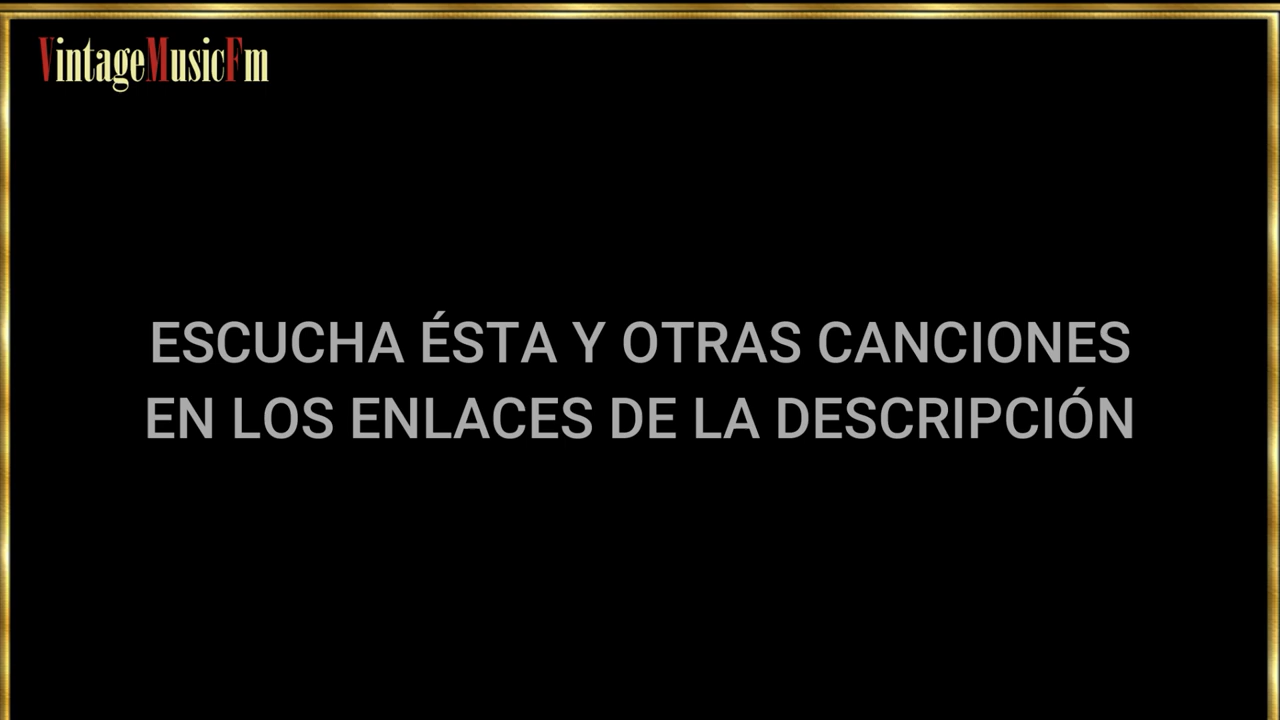 VintageMusicFm
ESCUCHA ÉSTA Y OTRAS CANCIONES
EN LOS ENLACES DE LA DESCRIPCIÓN